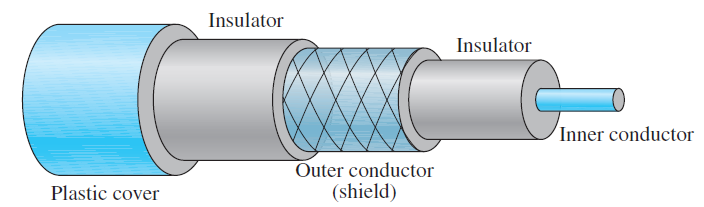 Insulator
Insulator
Inner conductor
Outer conductor
(shield)
Plastic cover